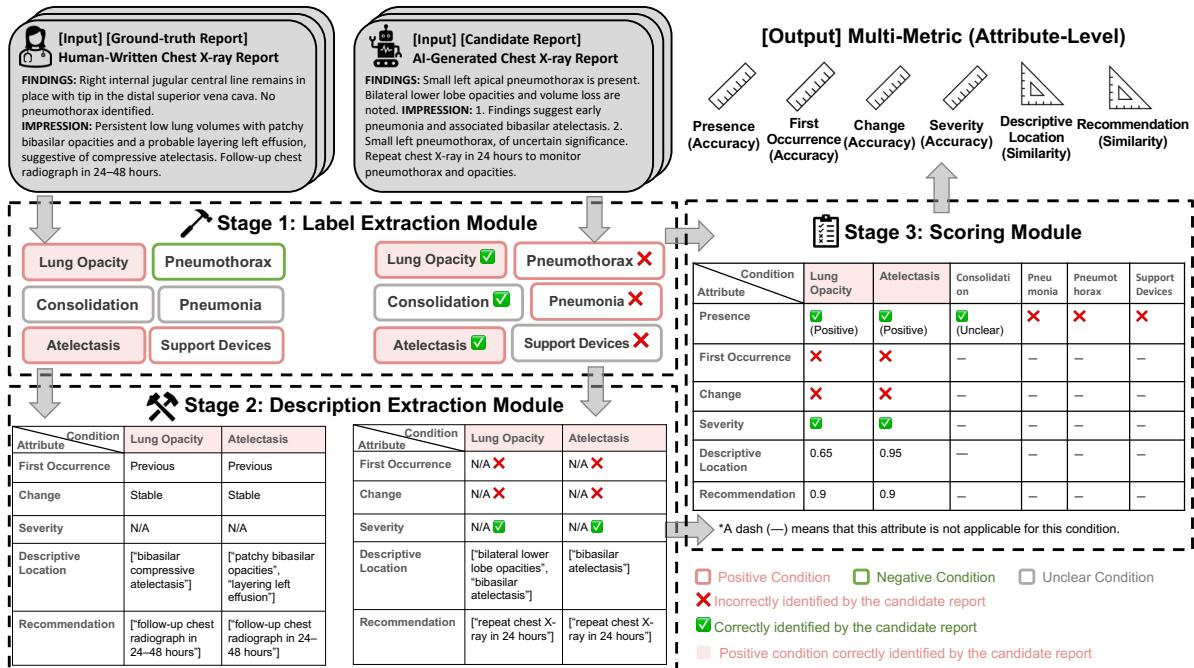 [Input] [Ground-truth Report]
Human-Written Chest X-ray Report
FINDINGS: Right internal jugular central line remains in
place with tip in the distal superior vena cava. No
pneumothorax identified.
IMPRESSION: Persistent low lung volumes with patchy
bibasilar opacities and a probable layering left effusion,
suggestive of compressive atelectasis. Follow-up chest
radiograph in 24–48 hours.
[Input] [Candidate Report]
AI-Generated Chest X-ray Report
FINDINGS: Small left apical pneumothorax is present.
Bilateral lower lobe opacities and volume loss are
noted. IMPRESSION: 1. Findings suggest early
pneumonia and associated bibasilar atelectasis. 2.
Small left pneumothorax, of uncertain significance.
Repeat chest X-ray in 24 hours to monitor
pneumothorax and opacities.
[Output] Multi-Metric (Attribute-Level)
Presence
(Accuracy)
First
Occurrence
(Accuracy)
Change
(Accuracy)
Severity
(Accuracy)
Descriptive
Location
(Similarity)
Recommendation
(Similarity)
Stage 1: Label Extraction Module
Lung Opacity
Pneumothorax
Consolidation
Pneumonia
Atelectasis
Support Devices
Lung Opacity ✅
Pneumothorax ❌
Consolidation ✅
Pneumonia ❌
Atelectasis ✅
Support Devices ❌
Stage 2: Description Extraction Module
Condition
Attribute
Lung Opacity
Atelectasis
First Occurrence
Previous
Previous
Change
Stable
Stable
Severity
N/A
N/A
Descriptive
Location
["bibasilar
compressive
atelectasis"]
["patchy bibasilar
opacities",
"layering left
effusion"]
Recommendation
["follow-up chest
radiograph in
24–48 hours"]
["follow-up chest
radiograph in 24–
48 hours"]
Condition
Attribute
Lung Opacity
Atelectasis
First Occurrence
N/A ❌
N/A ❌
Change
N/A ❌
N/A ❌
Severity
N/A ✅
N/A ✅
Descriptive
Location
["bilateral lower
lobe opacities",
"bibasilar
atelectasis"]
["bibasilar
atelectasis"]
Recommendation
["repeat chest X-
ray in 24 hours"]
["repeat chest X-
ray in 24 hours"]
Stage 3: Scoring Module
Condition
Attribute
Lung
Opacity
Atelectasis
Consolidati
on
Pneu
monia
Pneumot
horax
Support
Devices
Presence
✅
(Positive)
✅
(Positive)
✅
(Unclear)
❌
❌
❌
First Occurrence
❌
❌
—
—
—
—
Change
❌
❌
—
—
—
—
Severity
✅
✅
—
—
—
—
Descriptive
Location
0.65
0.95
—
—
—
—
Recommendation
0.9
0.9
—
—
—
—
*A dash (—) means that this attribute is not applicable for this condition.
Positive Condition
Negative Condition
Unclear Condition
❌ Incorrectly identified by the candidate report
✅ Correctly identified by the candidate report
Positive condition correctly identified by the candidate report